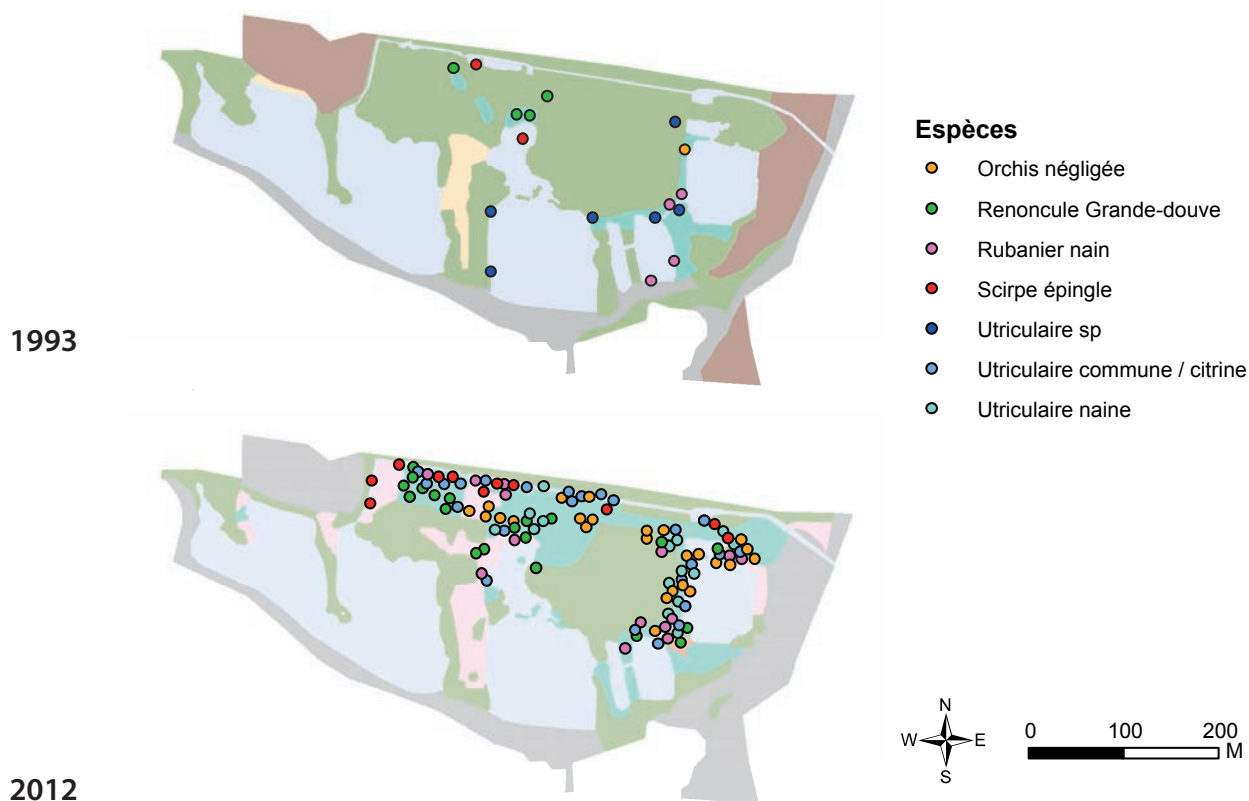 Espèces
Orchis négligée
Renoncule Grande-douve
Rubanier nain
Scirpe épingle
Utriculaire sp
Utriculaire commune / citrine
Utriculaire naine
1993
N
W E
S
0 100 200
M
2012